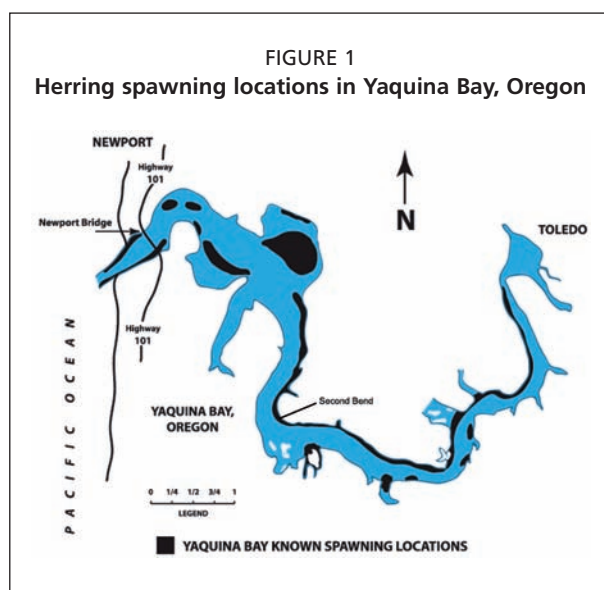 FIGURE 1
Herring spawning locations in Yaquina Bay, Oregon
NEWPORT
Highway
101
Newport Bridge
N
TOLEDO
Highway
101
PACIFIC OCEAN
Second Bend
YAQUINA BAY,
OREGON
0 1/4 1/2 3/4 1
LEGEND
YAQUINA BAY KNOWN SPAWNING LOCATIONS